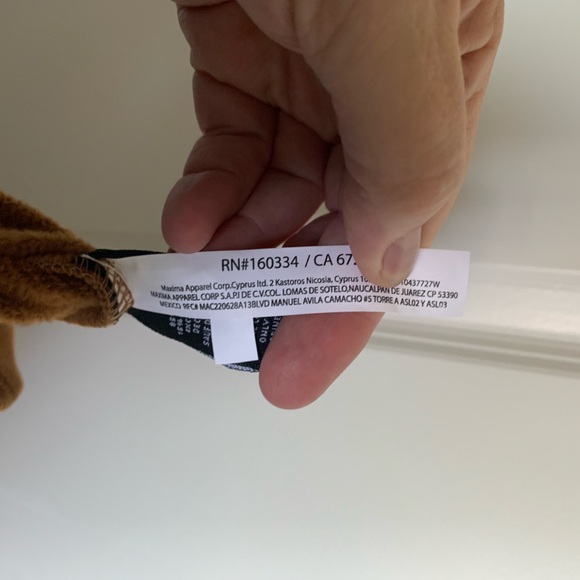 RN#160334 / CA 67
Maxima Apparel Corp.Cyprus ltd. 2 Kastoros Nicosia, Cyprus 10437727W
MAXIMA APPAREL CORP S.A.P.I DE C.V.COL. LOMAS DE SOTELO,NAUCALPAN DE JUAREZ CP 53390
MEXICO RFC# MAC220628A13BLVD MANUEL AVILA CAMACHO #5 TORRE A ASL02 Y ASL03